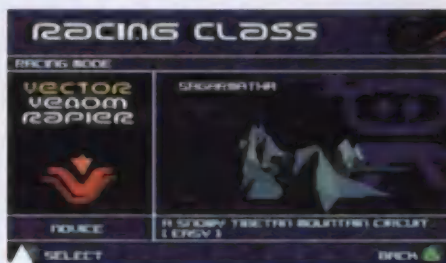 RACING CLASS
RACING MODE
VECTOR
VENOM
RAPIER
SAGARMATHA
NOVICE
A SNOWY TIBETAN MOUNTAIN CIRCUIT
[EASY]
SELECT
BACK